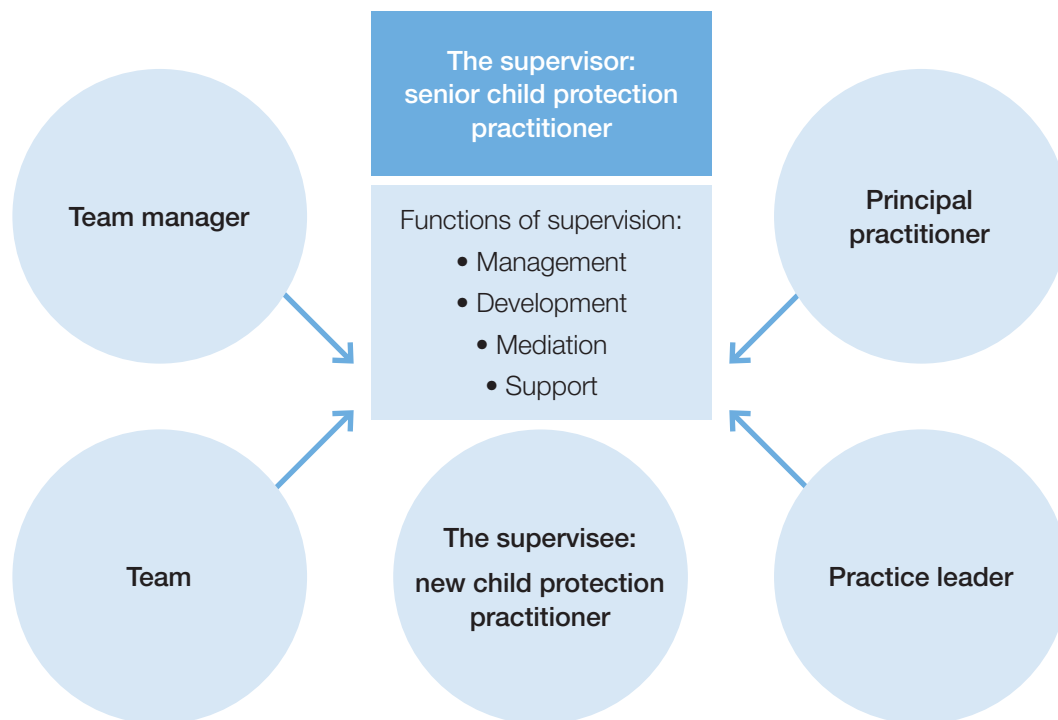 The supervisor:
senior child protection
practitioner
Team manager
Functions of supervision:
• Management
• Development
• Mediation
• Support
Principal
practitioner
Team
The supervisee:
new child protection
practitioner
Practice leader